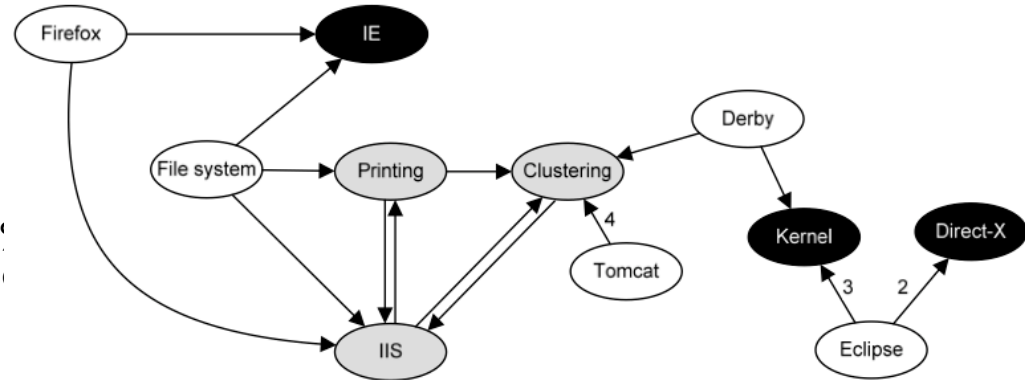 Firefox
IE
Derby
File system
Printing
Clustering
4
Kernel
Direct-X
Tomcat
3
2
IIS
Eclipse